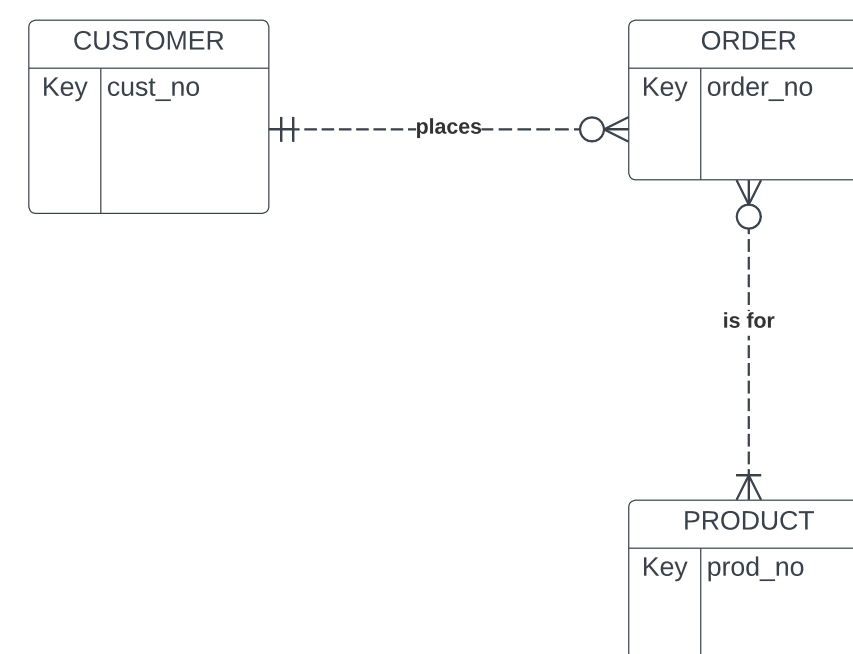 CUSTOMER
Key cust_no
places
ORDER
Key order_no
is for
PRODUCT
Key prod_no